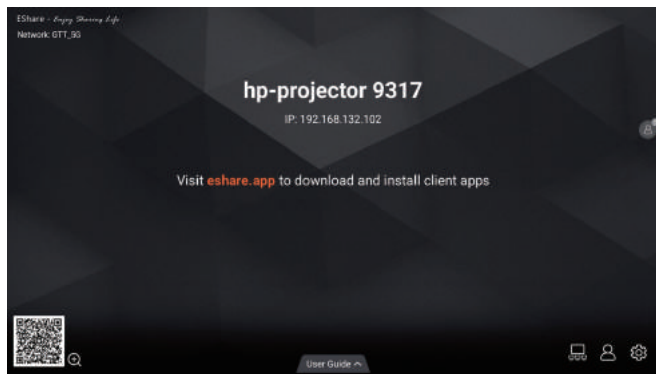 EShare - Enjoy Sharing Life
Network: GTT_5G
hp-projector 9317
IP: 192.168.132.102
Visit eshare.app to download and install client apps
User Guide